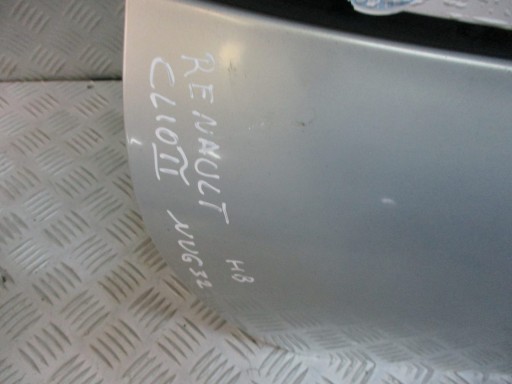 RENAULT H8
CLIO II NUG32